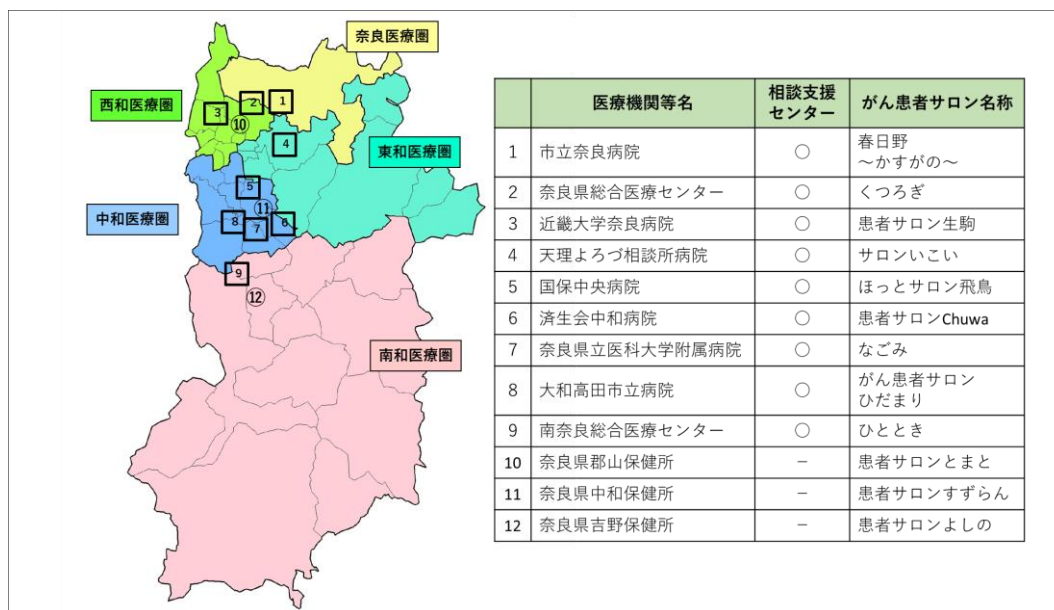 奈良医療圏
西和医療圏
東和医療圏
中和医療圏
南和医療圏
1
2
3
⑩
4
5
⑪
8
7
6
9
⑫
医療機関等名 相談支援センター がん患者サロン名称
1 市立奈良病院 ○ 春日野 ～かすがの～
2 奈良県総合医療センター ○ くつろぎ
3 近畿大学奈良病院 ○ 患者サロン生駒
4 天理よろづ相談所病院 ○ サロンいこい
5 国保中央病院 ○ ほっとサロン飛鳥
6 済生会中和病院 ○ 患者サロンChuwa
7 奈良県立医科大学附属病院 ○ なごみ
8 大和高田市立病院 ○ がん患者サロン ひだまり
9 南奈良総合医療センター ○ ひととき
10 奈良県郡山保健所 － 患者サロンとまと
11 奈良県中和保健所 － 患者サロンすずらん
12 奈良県吉野保健所 － 患者サロンよしの